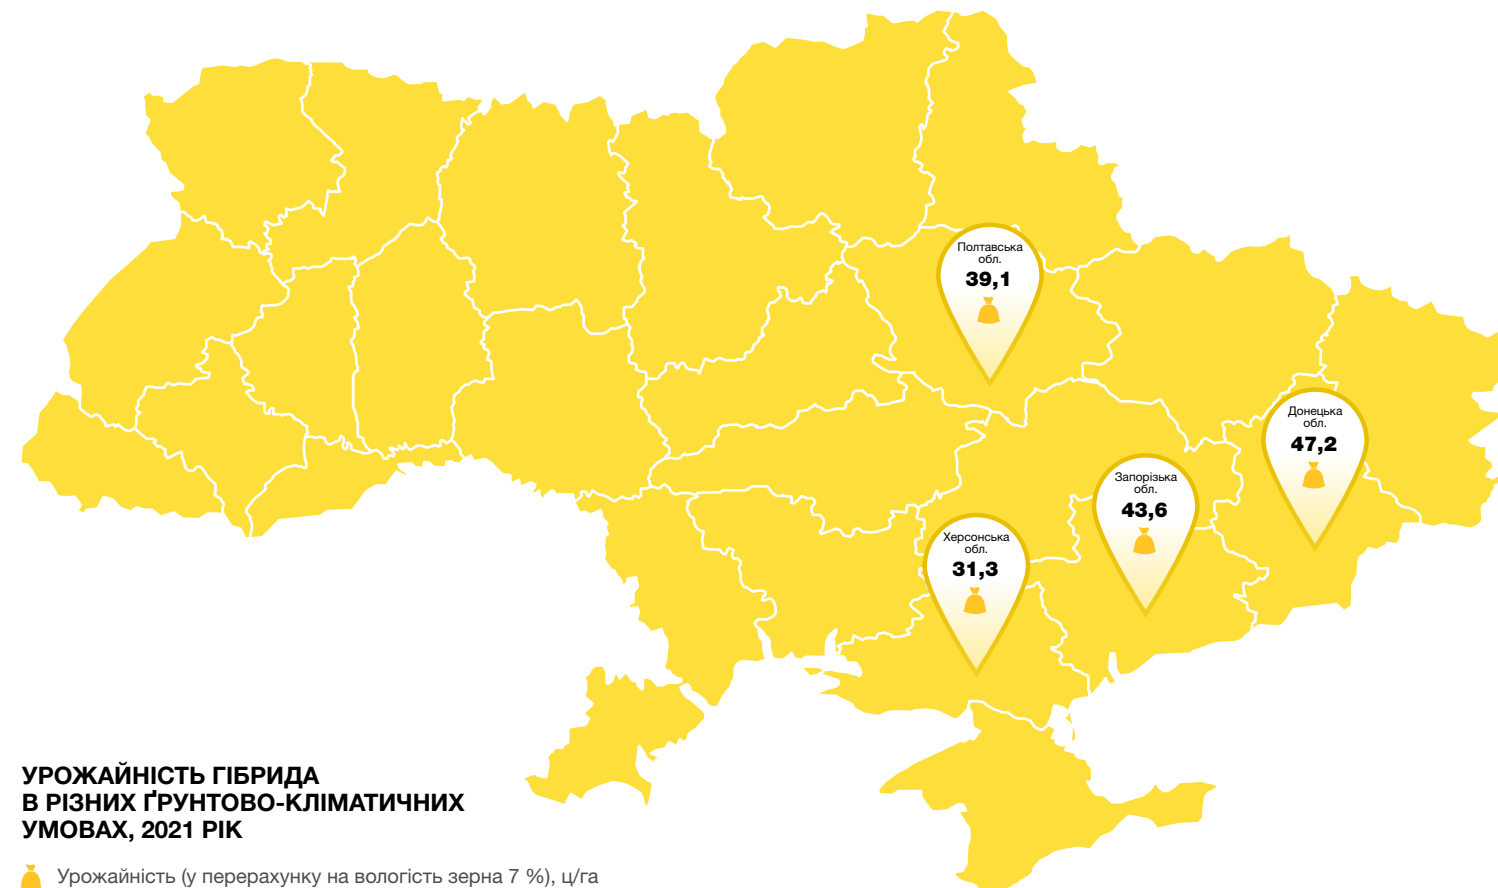 Полтавська
обл.
39,1
Донецька
обл.
47,2
Запорізька
обл.
43,6
Херсонська
обл.
31,3
УРОЖАЙНІСТЬ ГІБРИДА
В РІЗНИХ ҐРУНТОВО-КЛІМАТИЧНИХ
УМОВАХ, 2021 РІК
Урожайність (у перерахунку на вологість зерна 7 %), ц/га